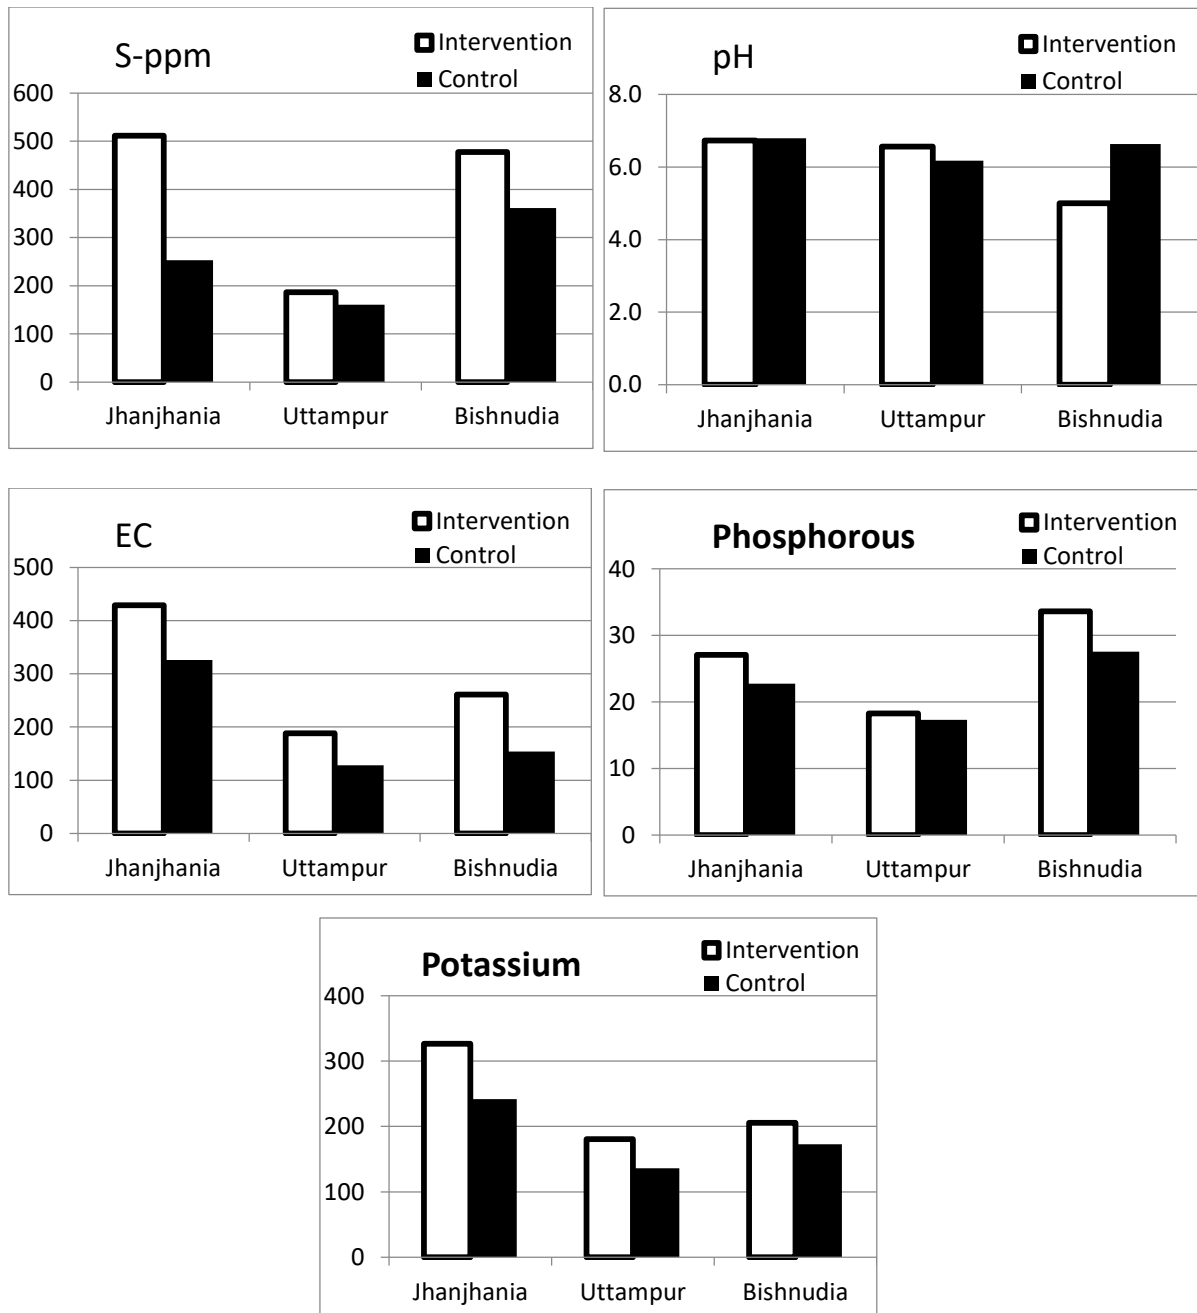 S-ppm
Intervention
Control
600
500
400
300
200
100
0
Jhanjhania Uttampur Bishnudia
pH
Intervention
Control
8.0
6.0
4.0
2.0
0.0
Jhanjhania Uttampur Bishnudia
EC
Intervention
Control
500
400
300
200
100
0
Jhanjhania Uttampur Bishnudia
Phosphorous
Intervention
Control
40
30
20
10
0
Jhanjhania Uttampur Bishnudia
Potassium
Intervention
Control
400
300
200
100
0
Jhanjhania Uttampur Bishnudia